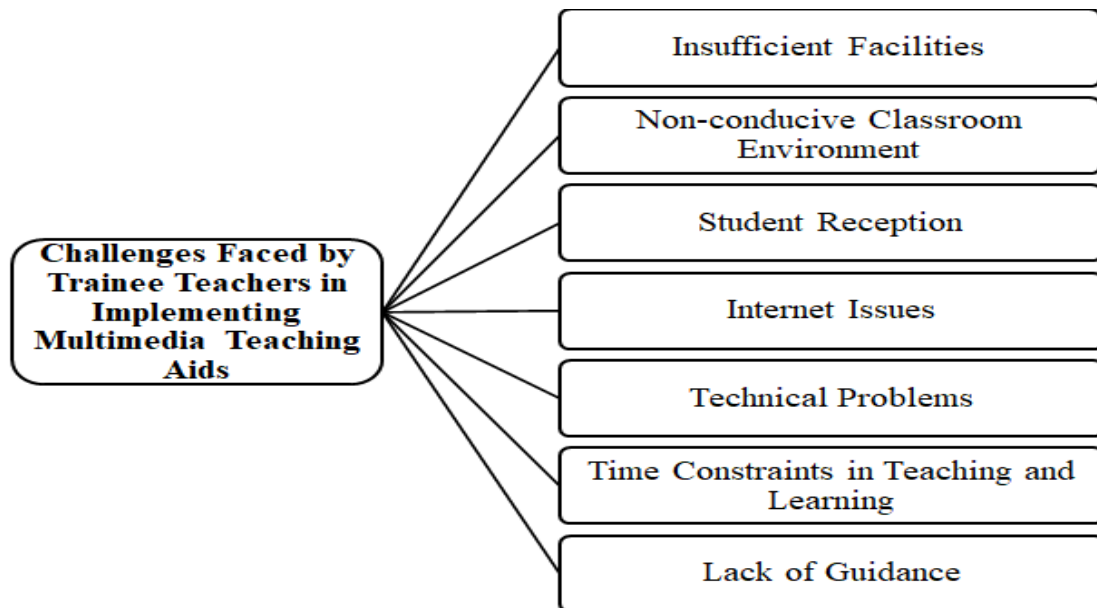 Challenges Faced by
Trainee Teachers in
Implementing
Multimedia Teaching
Aids
Insufficient Facilities
Non-conducive Classroom
Environment
Student Reception
Internet Issues
Technical Problems
Time Constraints in Teaching and
Learning
Lack of Guidance